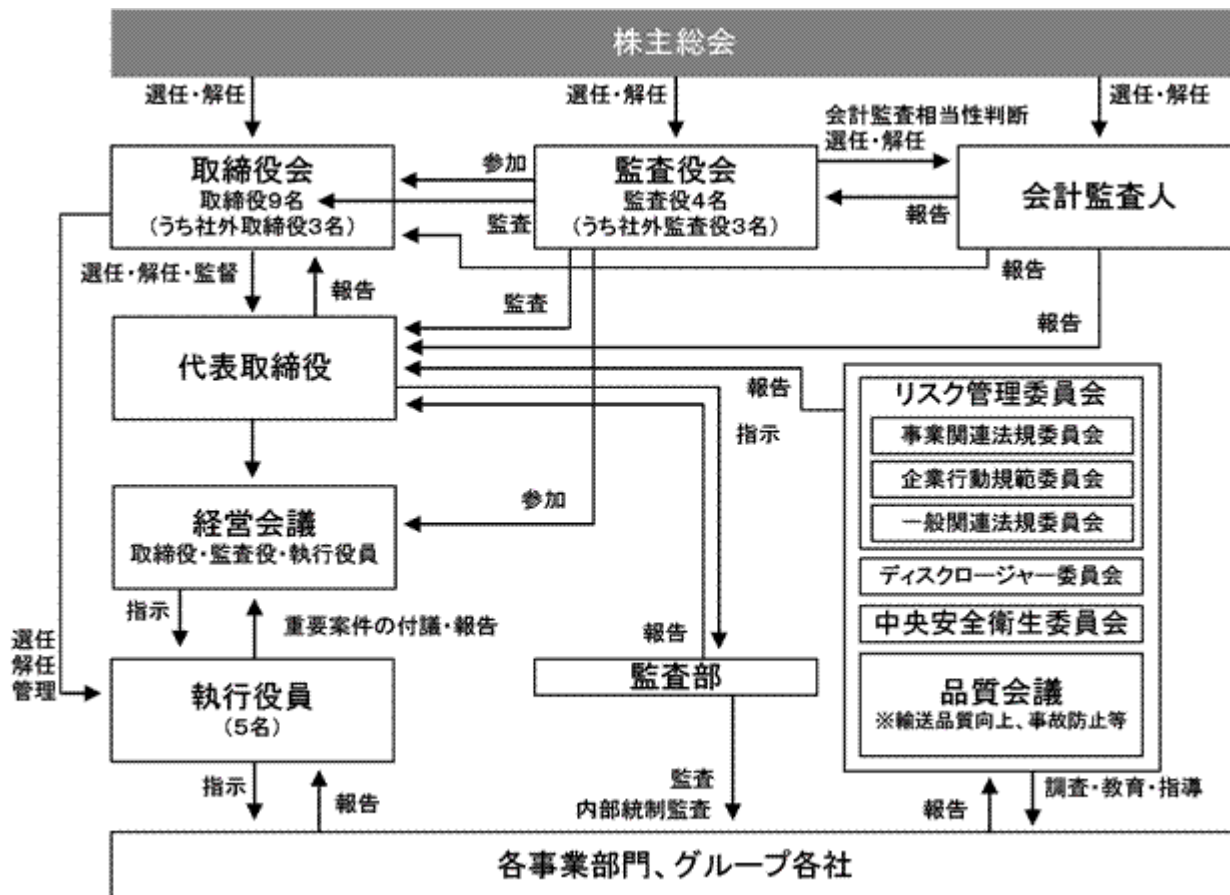 株主総会
選任・解任
選任・解任
選任・解任
会計監査相当性判断
選任・解任
取締役会
取締役9名
(うち社外取締役3名)
参加
監査
監査役会
監査役4名
(うち社外監査役3名)
報告
会計監査人
選任・解任・監督
報告
監査
報告
報告
代表取締役
報告
指示
リスク管理委員会
事業関連法規委員会
企業行動規範委員会
一般関連法規委員会
ディスクロージャー委員会
中央安全衛生委員会
品質会議
※輸送品質向上、事故防止等
経営会議
取締役・監査役・執行役員
参加
指示
重要案件の付議・報告
報告
選任
解任
管理
執行役員
(5名)
監査部
指示
報告
監査
内部統制監査
報告
調査・教育・指導
各事業部門、グループ各社